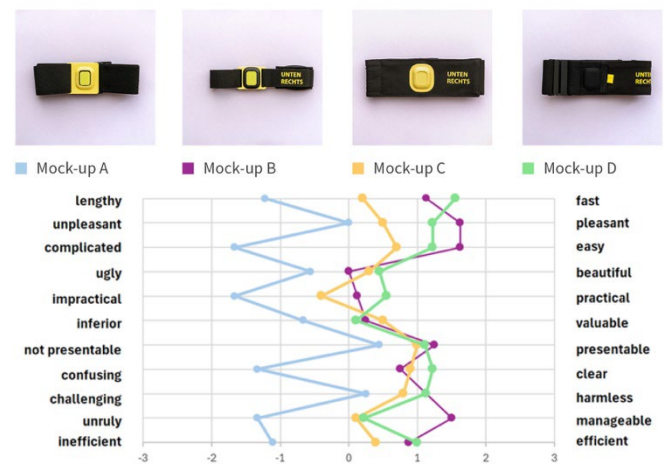 UNTEN
RECHTS
UNTEN
RECHTS
RECHTS
Mock-up A
Mock-up B
Mock-up C
Mock-up D
lengthy fast
unpleasant pleasant
complicated easy
ugly beautiful
impractical practical
inferior valuable
not presentable presentable
confusing clear
challenging harmless
unruly manageable
inefficient efficient
-3 -2 -1 0 1 2 3